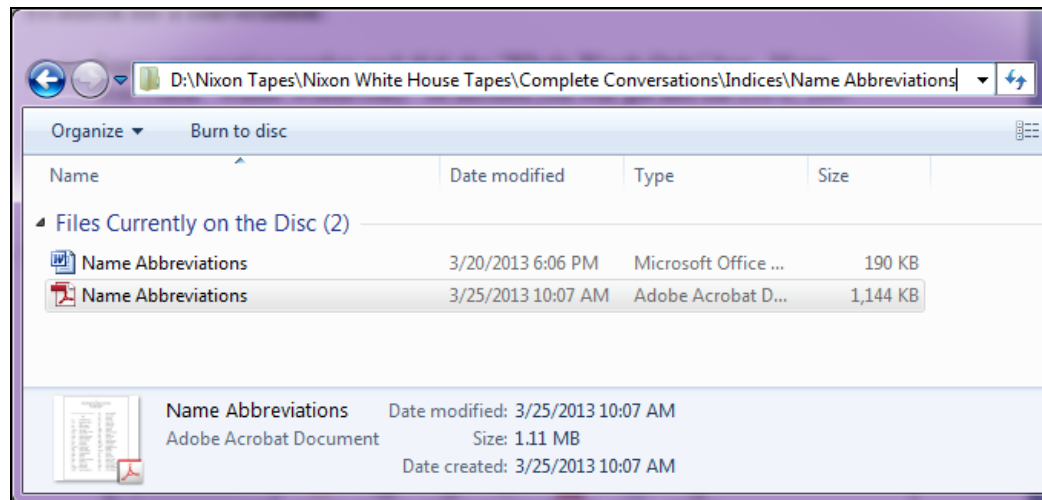 D:\Nixon Tapes\Nixon White House Tapes\Complete Conversations\Indices\Name Abbreviations
Organize Burn to disc
Name Date modified Type Size
Files Currently on the Disc (2)
Name Abbreviations 3/20/2013 6:06 PM Microsoft Office ... 190 KB
Name Abbreviations 3/25/2013 10:07 AM Adobe Acrobat D... 1,144 KB
Name Abbreviations Date modified: 3/25/2013 10:07 AM
Adobe Acrobat Document Size: 1.11 MB
Date created: 3/25/2013 10:07 AM